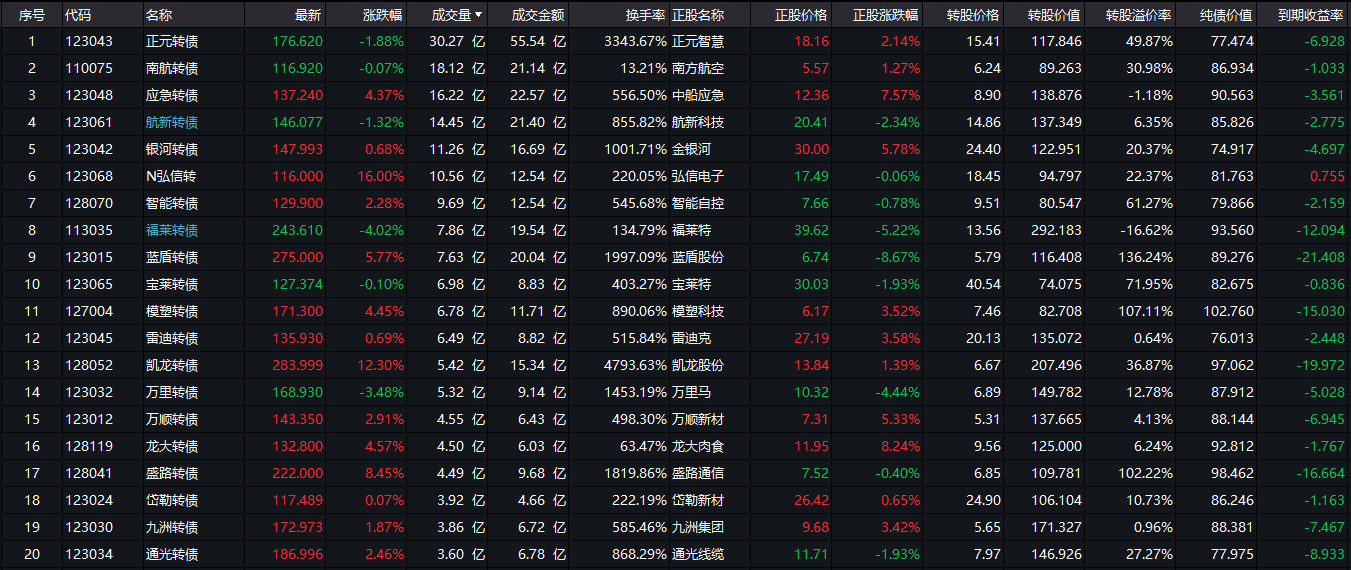 序号 代码 名称 最新 涨跌幅 成交量 成交金额 换手率 正股名称 正股价格 正股涨跌幅 转股价格 转股价值 转股溢价率 纯债价值 到期收益率
1 123043 正元转债 176.620 -1.88% 30.27 亿 55.54 亿 3343.67% 正元智慧 18.16 2.14% 15.41 117.846 49.87% 77.474 -6.928
2 110075 南航转债 116.920 -0.07% 18.12 亿 21.14 亿 13.21% 南方航空 5.57 1.27% 6.24 89.263 30.98% 86.934 -1.033
3 123048 应急转债 137.240 4.37% 16.22 亿 22.57 亿 556.50% 中船应急 12.36 7.57% 8.90 138.876 -1.18% 90.563 -3.561
4 123061 航新转债 146.077 -1.32% 14.45 亿 21.40 亿 855.82% 航新科技 20.41 -2.34% 14.86 137.349 6.35% 85.826 -2.775
5 123042 银河转债 147.993 0.68% 11.26 亿 16.69 亿 1001.71% 金银河 30.00 5.78% 24.40 122.951 20.37% 74.917 -4.697
6 123068 N弘信转 116.000 16.00% 10.56 亿 12.54 亿 220.05% 弘信电子 17.49 -0.06% 18.45 94.797 22.37% 81.763 0.755
7 128070 智能转债 129.900 2.28% 9.69 亿 12.54 亿 545.68% 智能自控 7.66 -0.78% 9.51 80.547 61.27% 79.866 -2.159
8 113035 福莱转债 243.610 -4.02% 7.86 亿 19.54 亿 134.79% 福莱特 39.62 -5.22% 13.56 292.183 -16.62% 93.560 -12.094
9 123015 蓝盾转债 275.000 5.77% 7.63 亿 20.04 亿 1997.09% 蓝盾股份 6.74 -8.67% 5.79 116.408 136.24% 89.276 -21.408
10 123065 宝莱转债 127.374 -0.10% 6.98 亿 8.83 亿 403.27% 宝莱特 30.03 -1.93% 40.54 74.075 71.95% 82.675 -0.836
11 127004 模塑转债 171.300 4.45% 6.78 亿 11.71 亿 890.06% 模塑科技 6.17 3.52% 7.46 82.708 107.11% 102.760 -15.030
12 123045 雷迪转债 135.930 0.69% 6.49 亿 8.82 亿 515.84% 雷迪克 27.19 3.58% 20.13 135.072 0.64% 76.013 -2.448
13 128052 凯龙转债 283.999 12.30% 5.42 亿 15.34 亿 4793.63% 凯龙股份 13.84 1.39% 6.67 207.496 36.87% 97.062 -19.972
14 123032 万里转债 168.930 -3.48% 5.32 亿 9.14 亿 1453.19% 万里马 10.32 -4.44% 6.89 149.782 12.78% 87.912 -5.028
15 123012 万顺转债 143.350 2.91% 4.55 亿 6.43 亿 498.30% 万顺新材 7.31 5.33% 5.31 137.665 4.13% 88.144 -6.945
16 128119 龙大转债 132.800 4.57% 4.50 亿 6.03 亿 63.47% 龙大肉食 11.95 8.24% 9.56 125.000 6.24% 92.812 -1.767
17 128041 盛路转债 222.000 8.45% 4.49 亿 9.68 亿 1819.86% 盛路通信 7.52 -0.40% 6.85 109.781 102.22% 98.462 -16.664
18 123024 岱勒转债 117.489 0.07% 3.92 亿 4.66 亿 222.19% 岱勒新材 26.42 0.65% 24.90 106.104 10.73% 86.246 -1.163
19 123030 九洲转债 172.973 1.87% 3.86 亿 6.72 亿 585.46% 九洲集团 9.68 3.42% 5.65 171.327 0.96% 88.381 -7.467
20 123034 通光转债 186.996 2.46% 3.60 亿 6.78 亿 868.29% 通光线缆 11.71 -1.93% 7.97 146.926 27.27% 77.975 -8.933